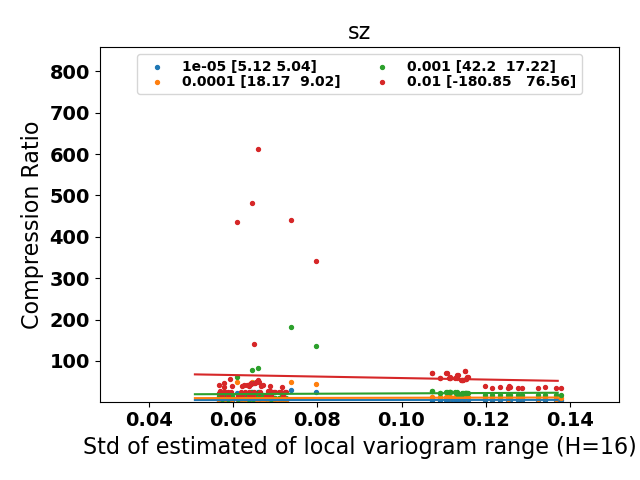 sz
1e-05 [5.12 5.04]
0.0001 [18.17  9.02]
0.001 [42.2  17.22]
0.01 [-180.85   76.56]
Compression Ratio
800
700
600
500
400
300
200
100
0.04 0.06 0.08 0.10 0.12 0.14
Std of estimated of local variogram range (H=16)